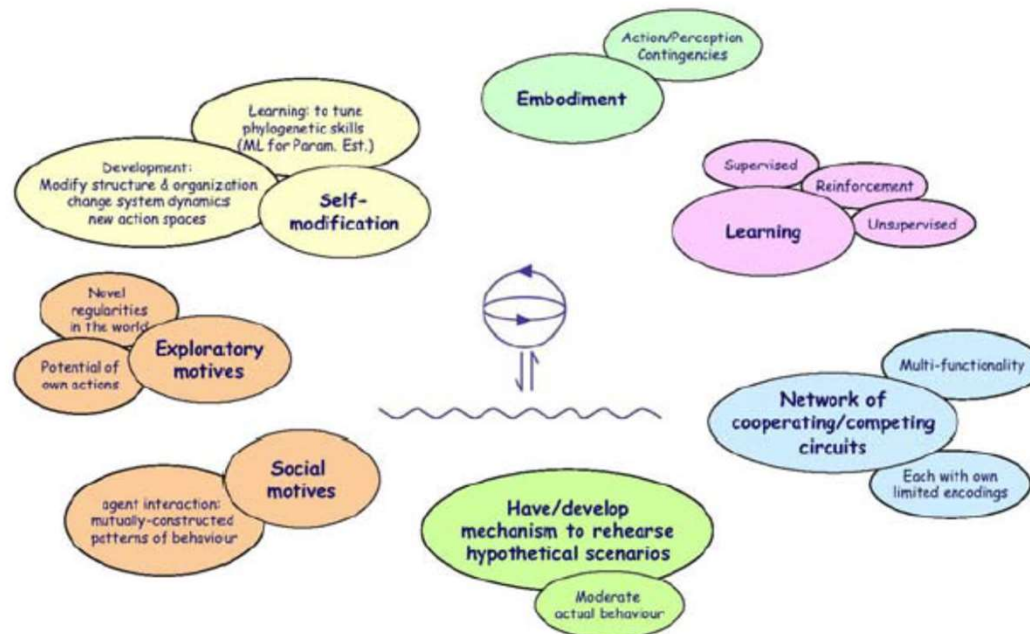 Action/Perception
Contingencies
Embodiment
Learning: to tune
phylogenetic skills
(ML for Param. Est.)
Development:
Modify structure & organization
change system dynamics
new action spaces
Self-
modification
Supervised
Reinforcement
Unsupervised
Learning
Novel
regularities
in the world
Potential of
own actions
Exploratory
motives
Multi-functionality
Network of
cooperating/competing
circuits
Each with own
limited encodings
Social
motives
agent interaction:
mutually-constructed
patterns of behaviour
Have/develop
mechanism to rehearse
hypothetical scenarios
Moderate
actual behaviour